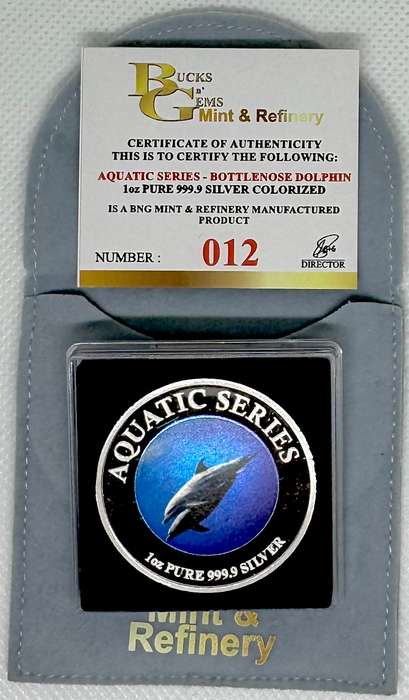 BUCKS
n'
GEMS
Mint & Refinery
CERTIFICATE OF AUTHENTICITY
THIS IS TO CERTIFY THE FOLLOWING:
AQUATIC SERIES - BOTTLENOSE DOLPHIN
1oz PURE 999.9 SILVER COLORIZED
IS A BNG MINT & REFINERY MANUFACTURED
PRODUCT
NUMBER : 012
DIRECTOR
AQUATIC SERIES
1oz PURE 999.9 SILVER
Mint &
Refinery